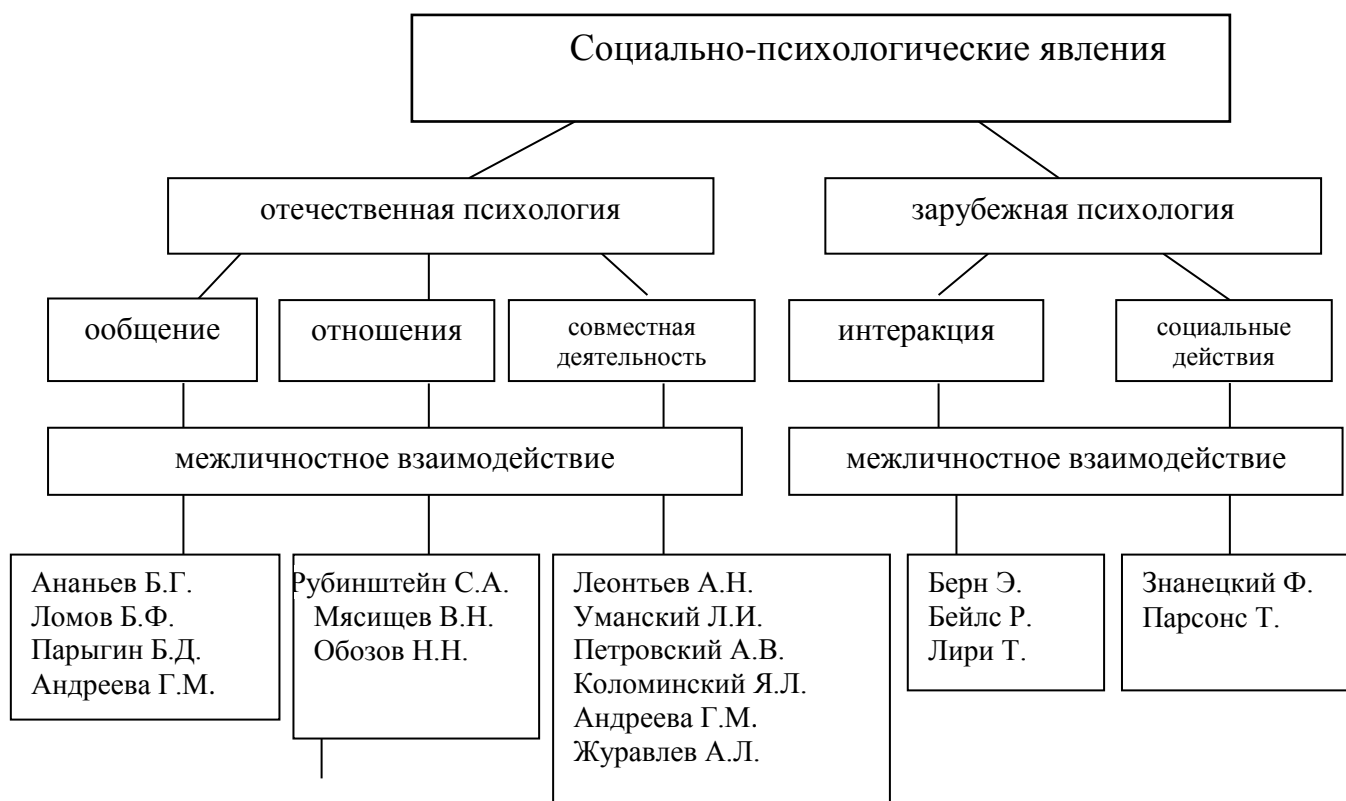 Социально-психологические явления
отечественная психология
зарубежная психология
ообщение
отношения
совместная
деятельность
интеракция
социальные
действия
межличностное взаимодействие
межличностное взаимодействие
Ананьев Б.Г.
Ломов Б.Ф.
Парыгин Б.Д.
Андреева Г.М.
Рубинштейн С.А.
Мясищев В.Н.
Обозов Н.Н.
Леонтьев А.Н.
Уманский Л.И.
Петровский А.В.
Коломинский Я.Л.
Андреева Г.М.
Журавлев А.Л.
Берн Э.
Бейлс Р.
Лири Т.
Знанецкий Ф.
Парсонс Т.